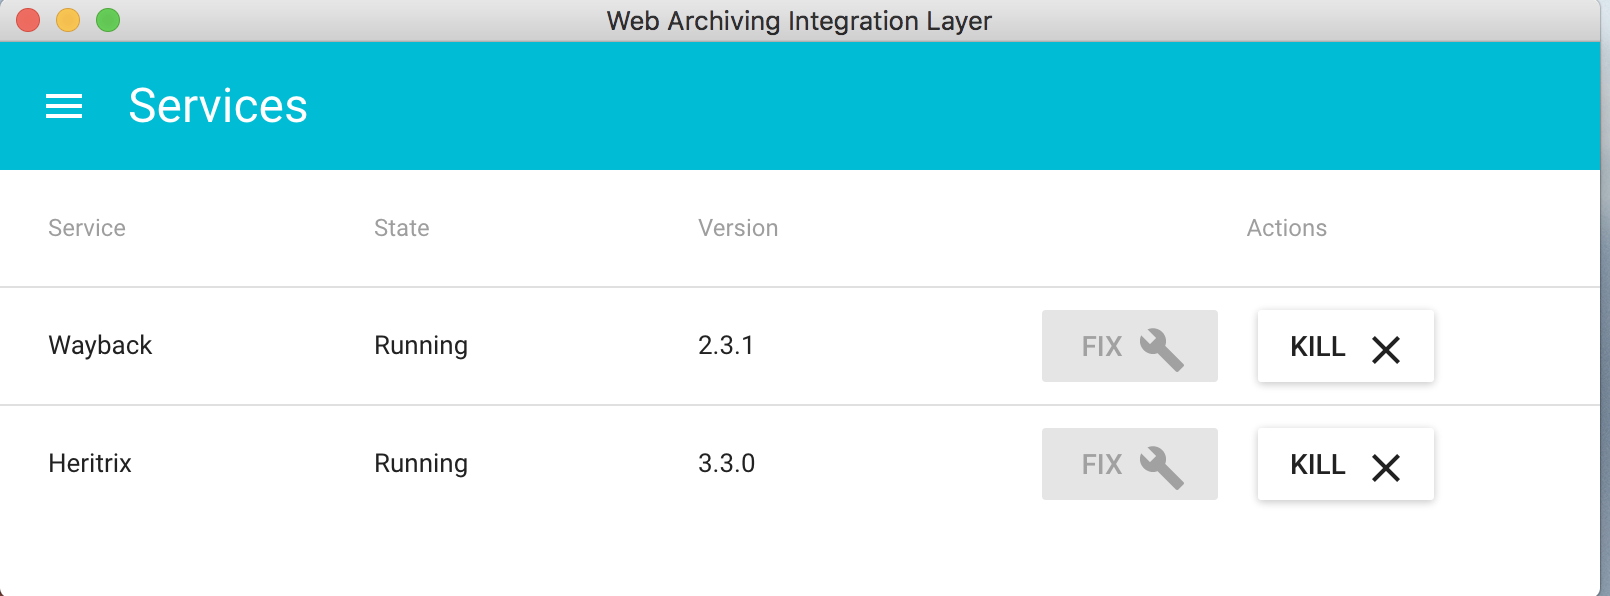 Web Archiving Integration Layer
Services
Service State Version Actions
Wayback Running 2.3.1 FIX KILL
Heritrix Running 3.3.0 FIX KILL